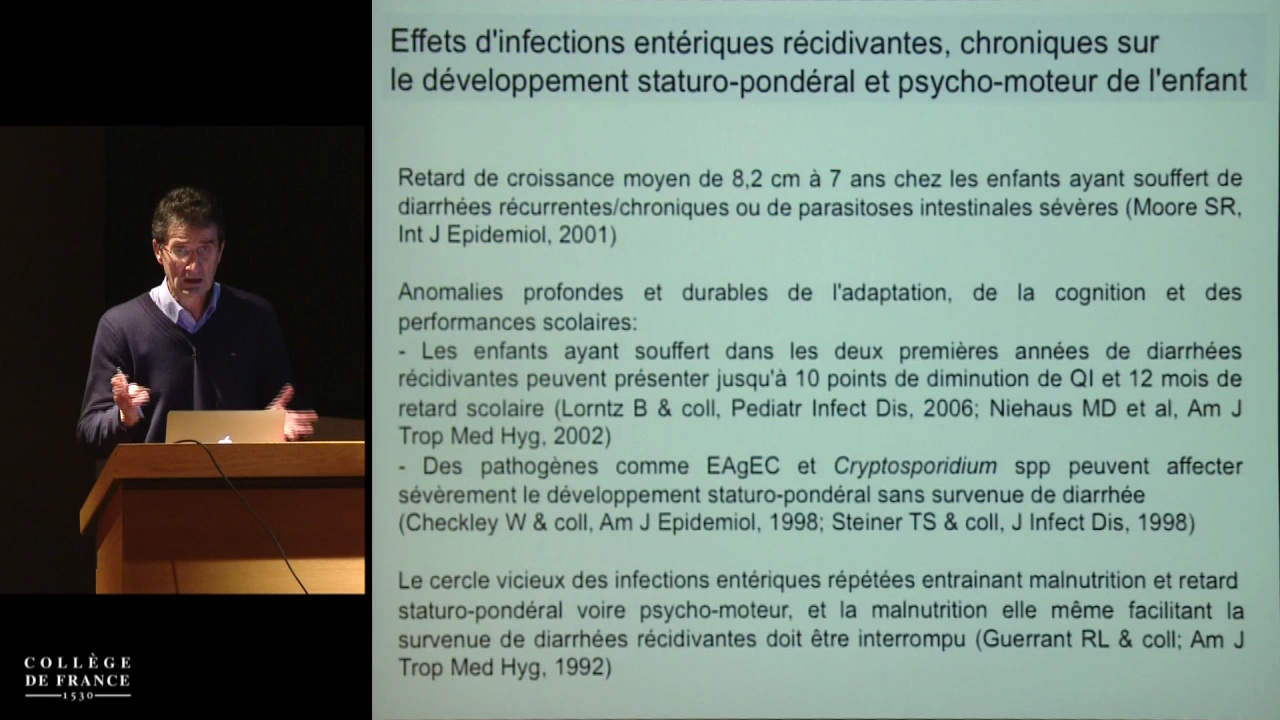 Effets d'infections entériques récidivantes, chroniques sur
le développement staturo-pondéral et psycho-moteur de l'enfant
Retard de croissance moyen de 8,2 cm à 7 ans chez les enfants ayant souffert de
diarrhées récurrentes/chroniques ou de parasitoses intestinales sévères (Moore SR,
Int J Epidemiol, 2001)
Anomalies profondes et durables de l'adaptation, de la cognition et des
performances scolaires:
- Les enfants ayant souffert dans les deux premières années de diarrhées
récidivantes peuvent présenter jusqu'à 10 points de diminution de QI et 12 mois de
retard scolaire (Lorntz B & coll, Pediatr Infect Dis, 2006; Niehaus MD et al, Am J
Trop Med Hyg, 2002)
- Des pathogènes comme EAgEC et Cryptosporidium spp peuvent affecter
sévèrement le développement staturo-pondéral sans survenue de diarrhée
(Checkley W & coll, Am J Epidemiol, 1998; Steiner TS & coll, J Infect Dis, 1998)
Le cercle vicieux des infections entériques répétées entrainant malnutrition et retard
staturo-pondéral voire psycho-moteur, et la malnutrition elle même facilitant la
survenue de diarrhées récidivantes doit être interrompu (Guerrant RL & coll; Am J
Trop Med Hyg, 1992)
COLLÈGE
DE FRANCE
1530